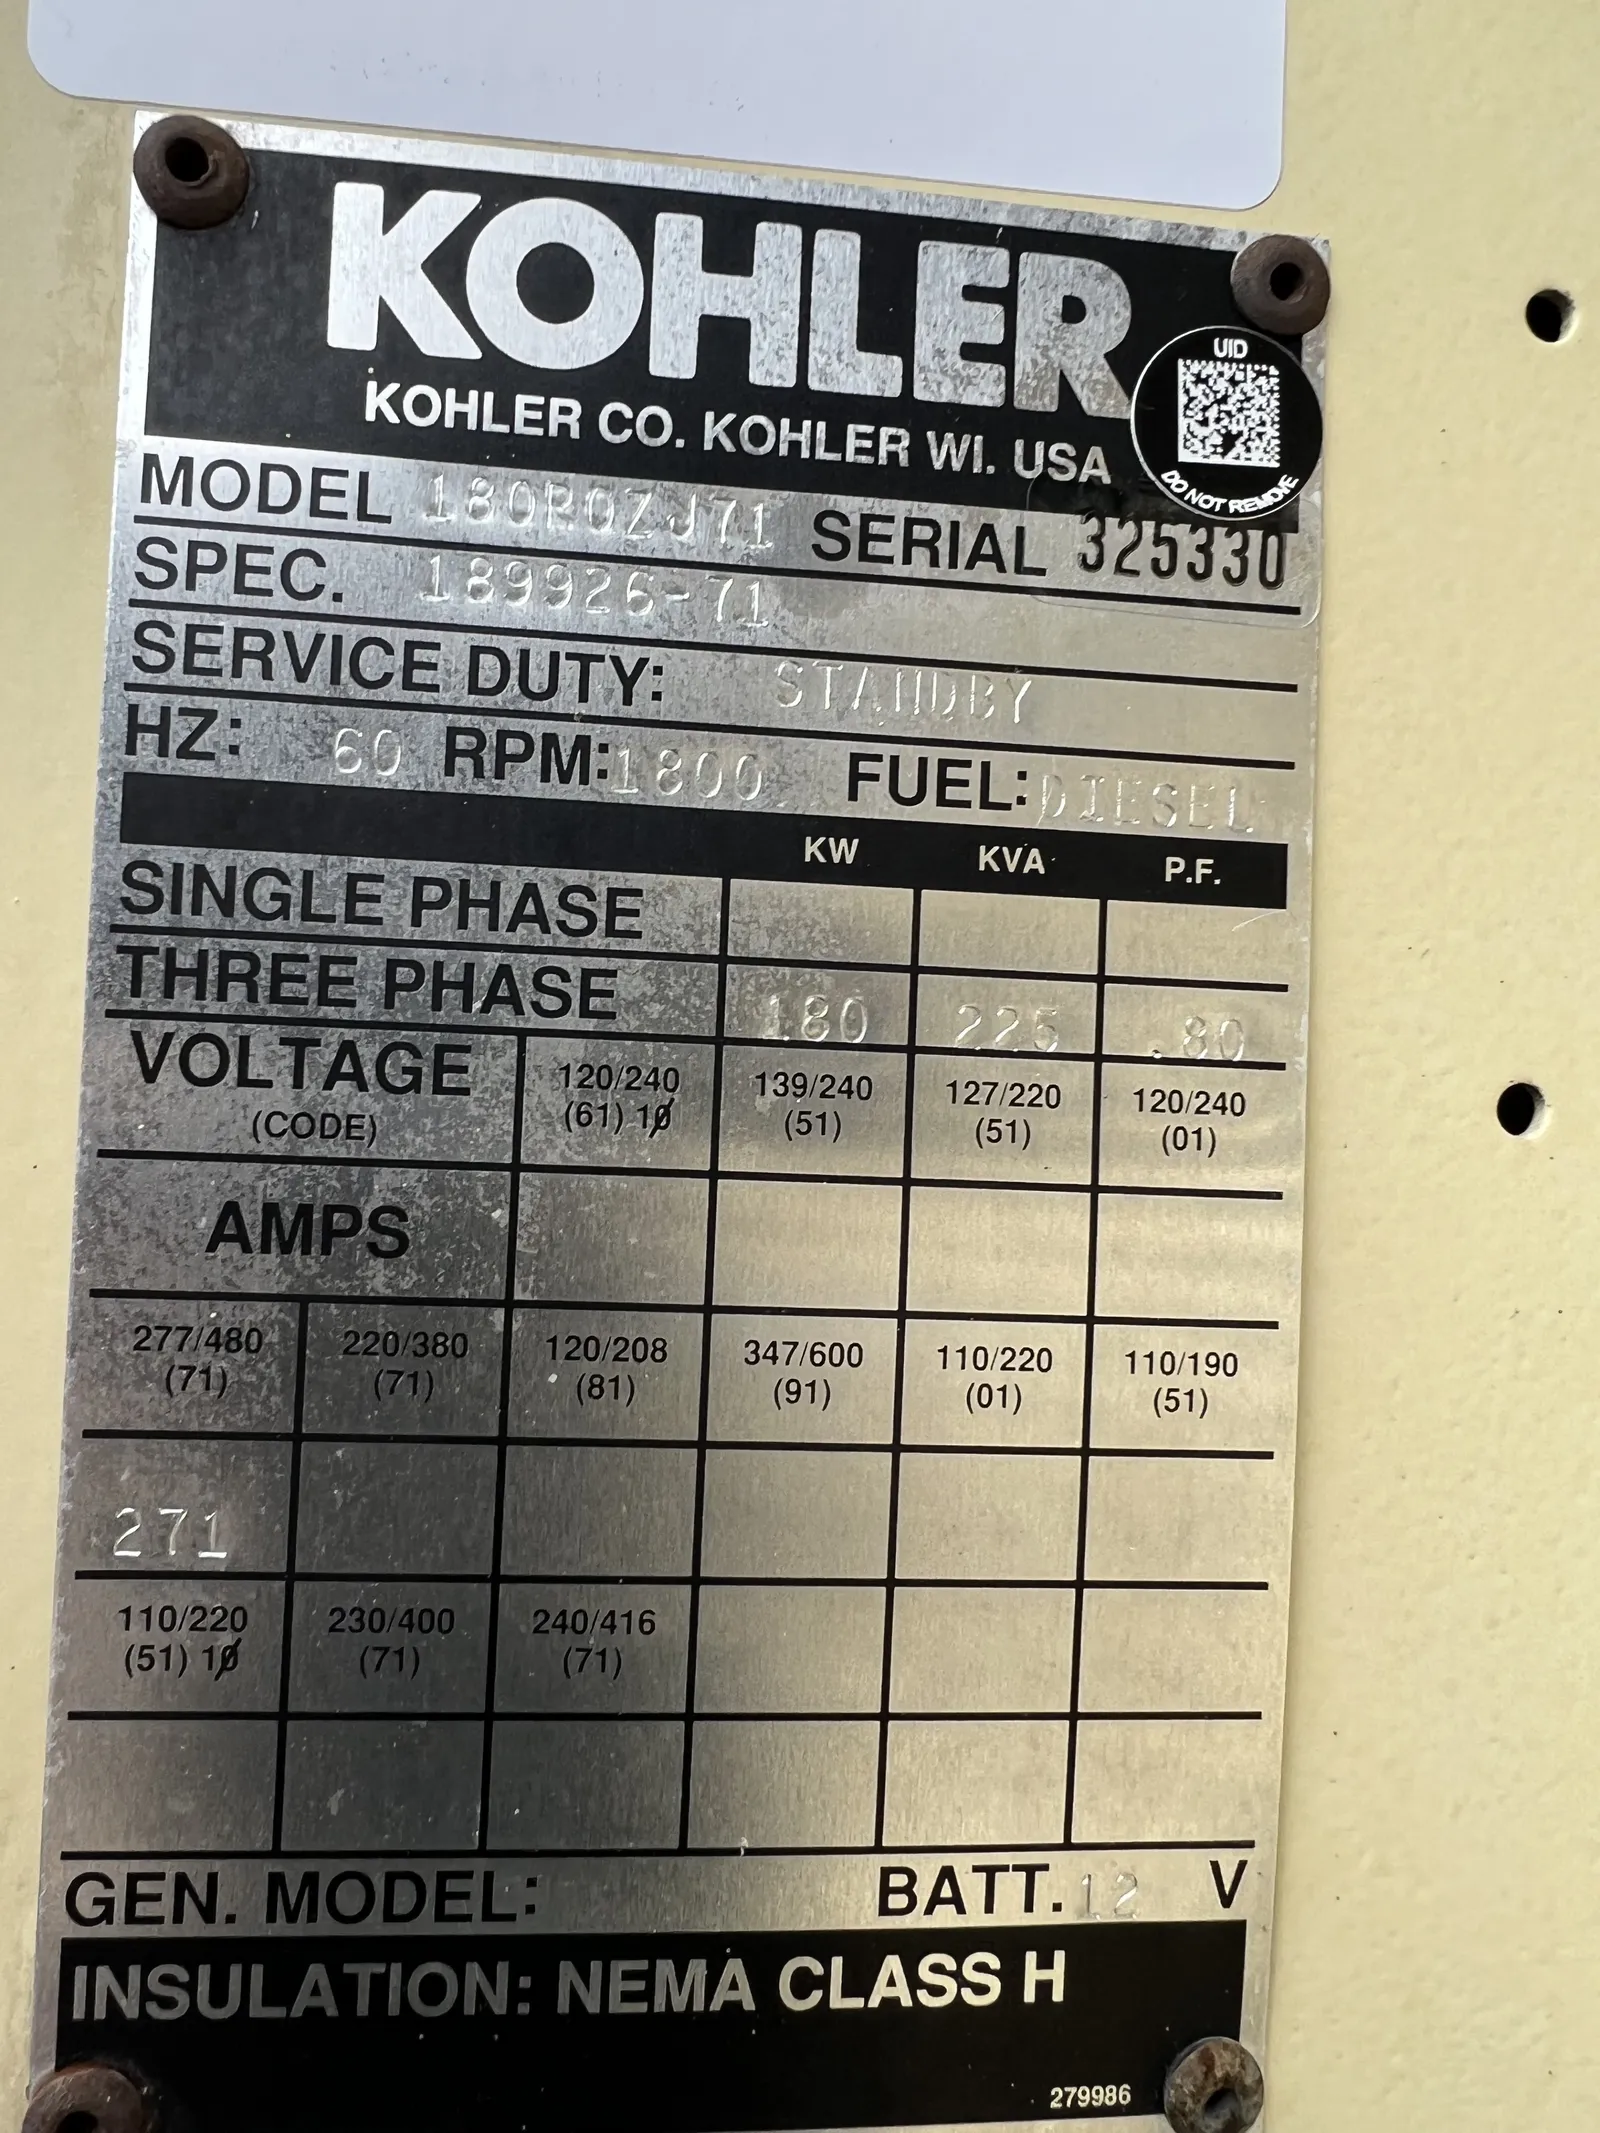 KOHLER
KOHLER CO. KOHLER WI. USA
UID
DO NOT REMOVE
MODEL 180ROZJ71 SERIAL 325330
SPEC. 189926-71
SERVICE DUTY: STANDBY
HZ: 60 RPM: 1800 FUEL: DIESEL
KW KVA P.F.
SINGLE PHASE
THREE PHASE 180 225 .80
VOLTAGE 120/240 139/240 127/220 120/240
(CODE) (61) 1Ø (51) (51) (01)
AMPS
277/480 220/380 120/208 347/600 110/220 110/190
(71) (71) (81) (91) (01) (51)
271
110/220 230/400 240/416
(51) 1Ø (71) (71)
GEN. MODEL: BATT. 12 V
INSULATION: NEMA CLASS H
279986